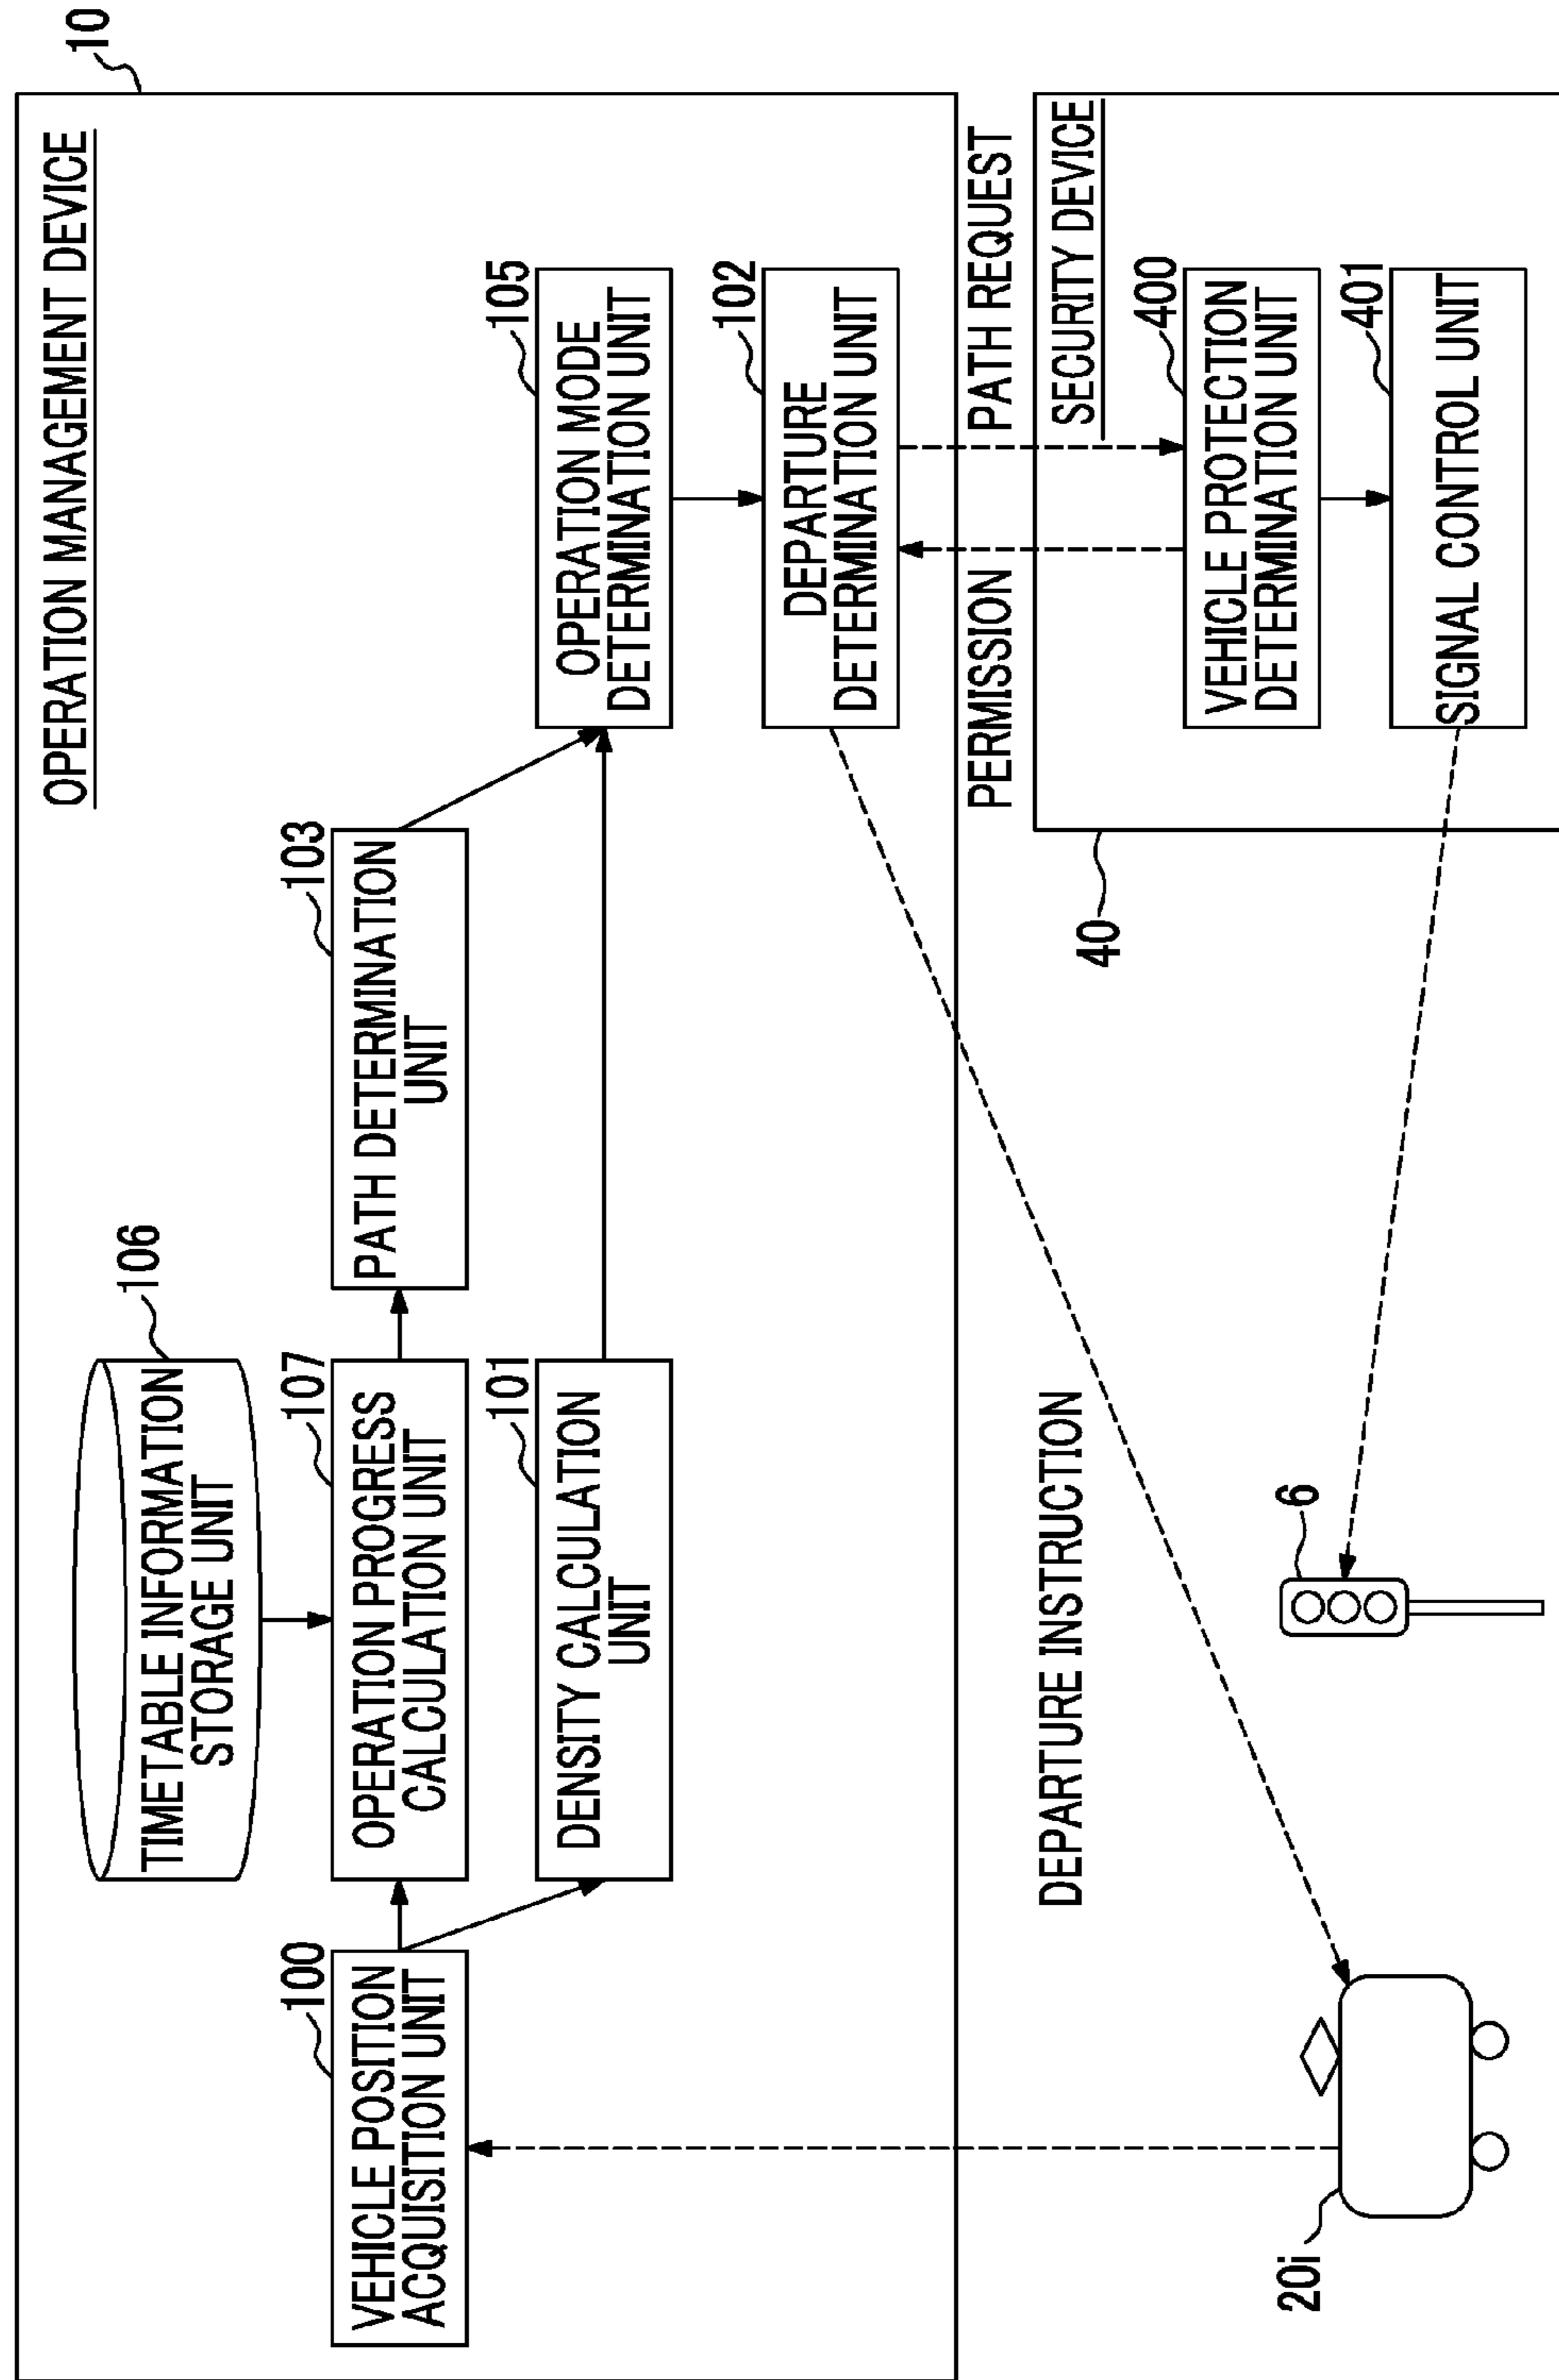 10
OPERATION MANAGEMENT DEVICE
106
TIMETABLE INFORMATION
STORAGE UNIT
100
VEHICLE POSITION
ACQUISITION UNIT
107
OPERATION PROGRESS
CALCULATION UNIT
103
PATH DETERMINATION
UNIT
101
DENSITY CALCULATION
UNIT
105
OPERATION MODE
DETERMINATION UNIT
102
DEPARTURE
DETERMINATION UNIT
PERMISSION
PATH REQUEST
DEPARTURE INSTRUCTION
40
SECURITY DEVICE
400
VEHICLE PROTECTION
DETERMINATION UNIT
401
SIGNAL CONTROL UNIT
20i
6